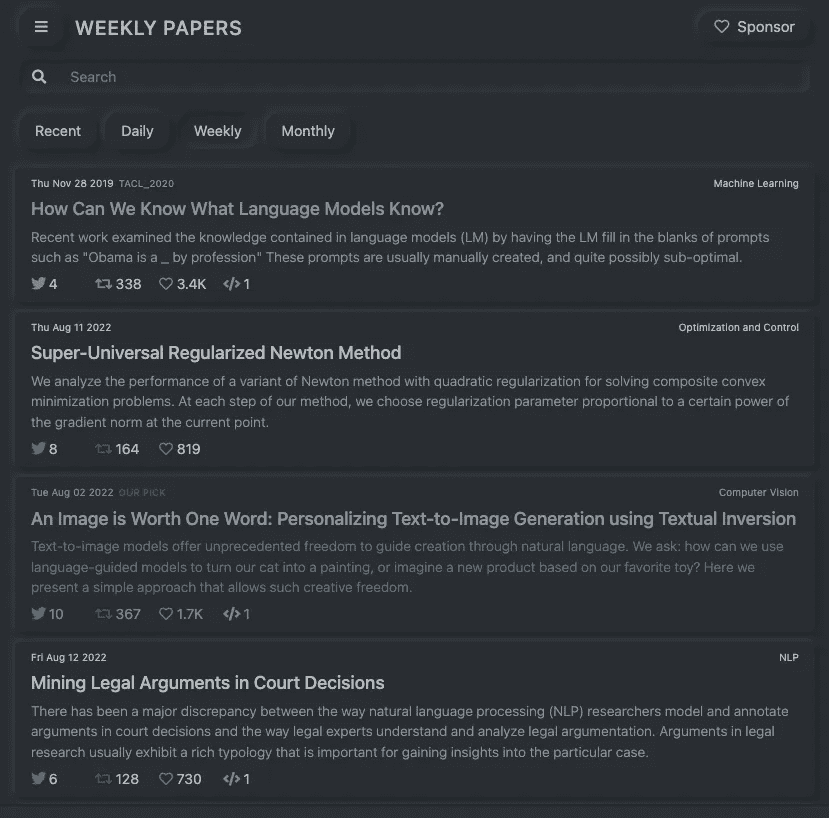 WEEKLY PAPERS
Sponsor
Search
Recent Daily Weekly Monthly
Thu Nov 28 2019 TACL_2020 Machine Learning
How Can We Know What Language Models Know?
Recent work examined the knowledge contained in language models (LM) by having the LM fill in the blanks of prompts
such as "Obama is a _ by profession" These prompts are usually manually created, and quite possibly sub-optimal.
4 338 3.4K 1
Thu Aug 11 2022 Optimization and Control
Super-Universal Regularized Newton Method
We analyze the performance of a variant of Newton method with quadratic regularization for solving composite convex
minimization problems. At each step of our method, we choose regularization parameter proportional to a certain power of
the gradient norm at the current point.
8 164 819
Tue Aug 02 2022 OUR PICK Computer Vision
An Image is Worth One Word: Personalizing Text-to-Image Generation using Textual Inversion
Text-to-image models offer unprecedented freedom to guide creation through natural language. We ask: how can we use
language-guided models to turn our cat into a painting, or imagine a new product based on our favorite toy? Here we
present a simple approach that allows such creative freedom.
10 367 1.7K 1
Fri Aug 12 2022 NLP
Mining Legal Arguments in Court Decisions
There has been a major discrepancy between the way natural language processing (NLP) researchers model and annotate
arguments in court decisions and the way legal experts understand and analyze legal argumentation. Arguments in legal
research usually exhibit a rich typology that is important for gaining insights into the particular case.
6 128 730 1